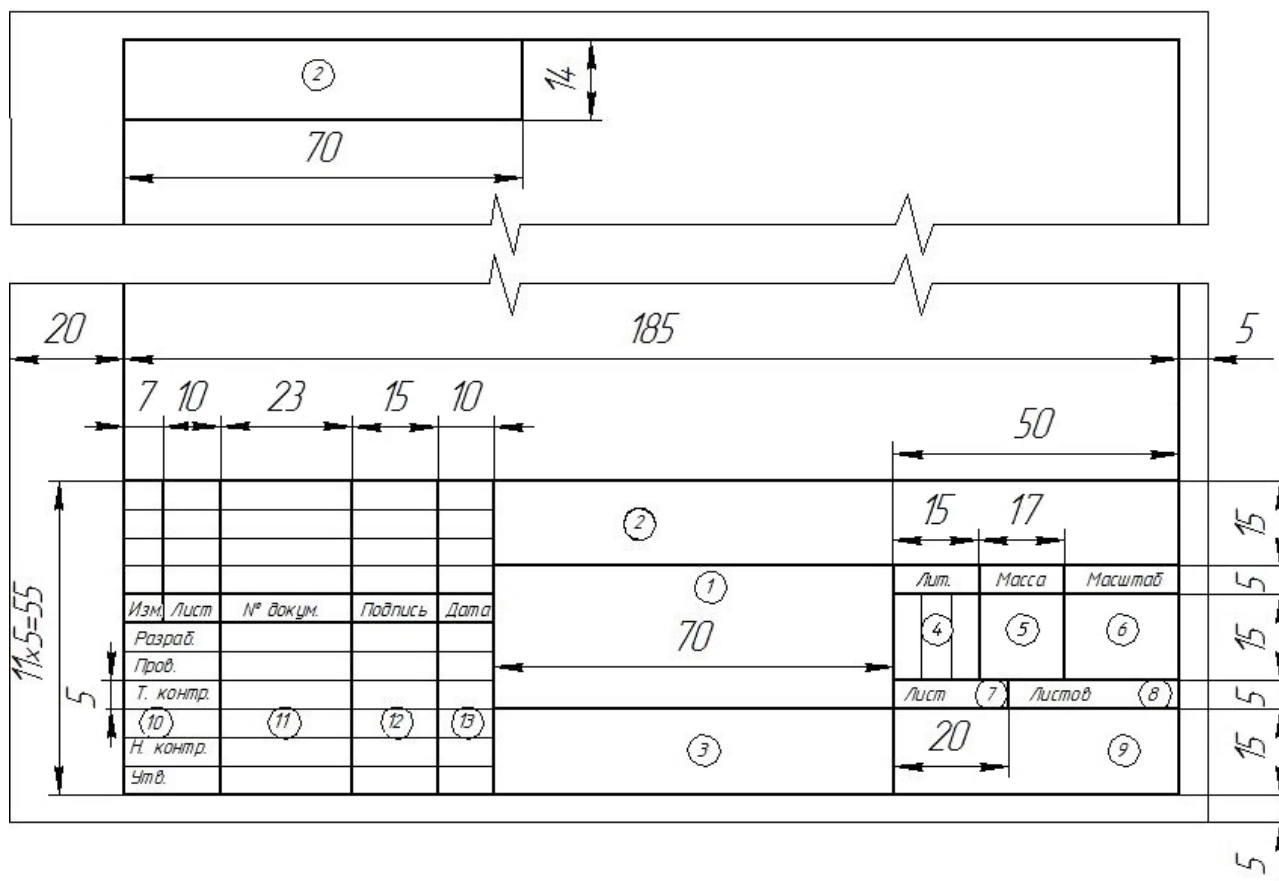 2
14
70
20 185 5
7 10 23 15 10
50
2
15 17
15
1
Лит. Масса Масштаб
5
Изм. Лист № докум. Подпись Дата
70
4 5 6
15
11x5=55
Разраб.
Пров.
5
Т. контр.
Лист 7 Листов 8
5
10 11 12 13
20
Н. контр.
3
9
15
Утв.
5